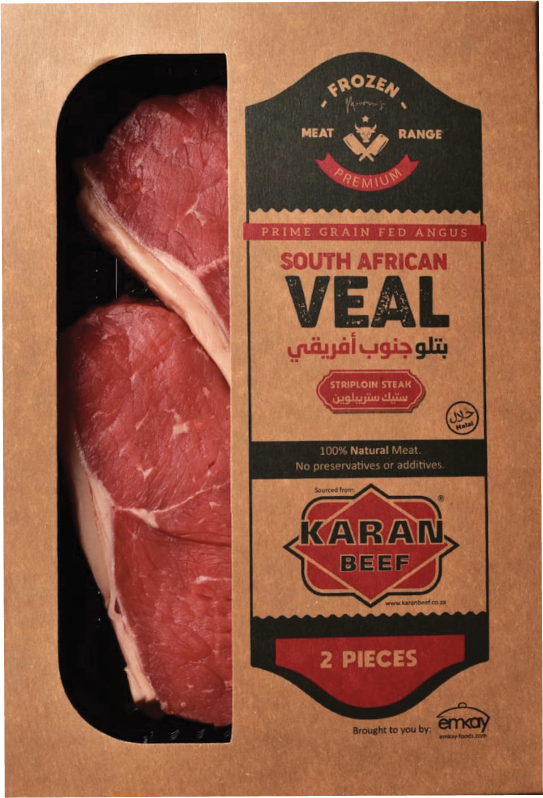 - FROZEN -
MEAT RANGE
PREMIUM
PRIME GRAIN FED ANGUS
SOUTH AFRICAN
VEAL
بتلو جنوب أفريقي
STRIPLOIN STEAK
ستيك ستريبلوين
حلال
Halal
100% Natural Meat.
No preservatives or additives.
Sourced from:
KARAN®
BEEF
www.karanbeef.co.za
2 PIECES
Brought to you by:
emkay
emkay-foods.com